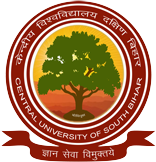 केन्द्रीय विश्वविद्यालय दक्षिण बिहार
CENTRAL UNIVERSITY OF SOUTH BIHAR
ज्ञान सेवा विमुक्तये